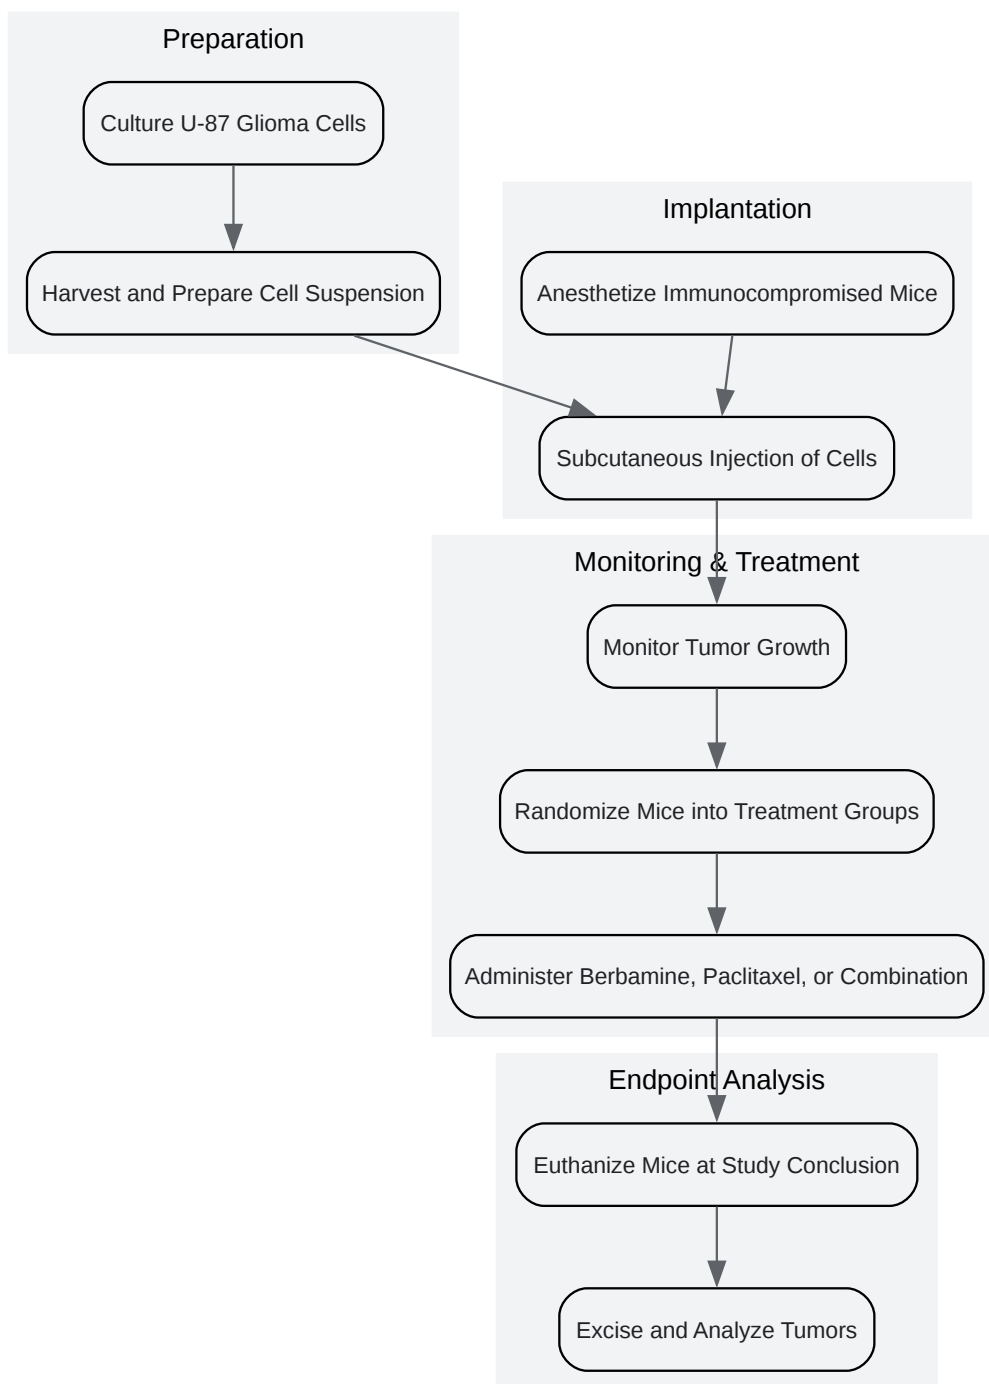 Preparation
Culture U-87 Glioma Cells
Harvest and Prepare Cell Suspension
Implantation
Anesthetize Immunocompromised Mice
Subcutaneous Injection of Cells
Monitoring & Treatment
Monitor Tumor Growth
Randomize Mice into Treatment Groups
Administer Berbamine, Paclitaxel, or Combination
Endpoint Analysis
Euthanize Mice at Study Conclusion
Excise and Analyze Tumors